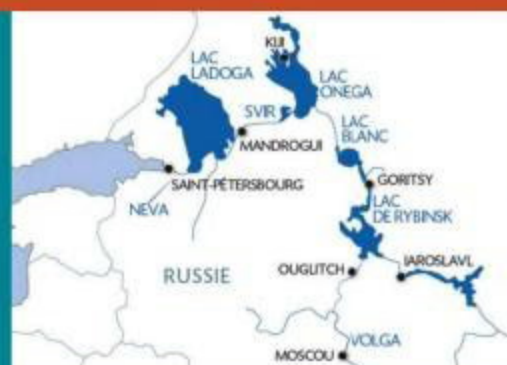 KIJI
LAC
LADOGA
LAC
ONEGA
SVIR
LAC
BLANC
MANDROGUI
SAINT-PÉTERSBOURG
GORITSY
NEVA
LAC
DE RYBINSK
RUSSIE
OUGLITCH
IAROSLAVL
VOLGA
MOSCOU